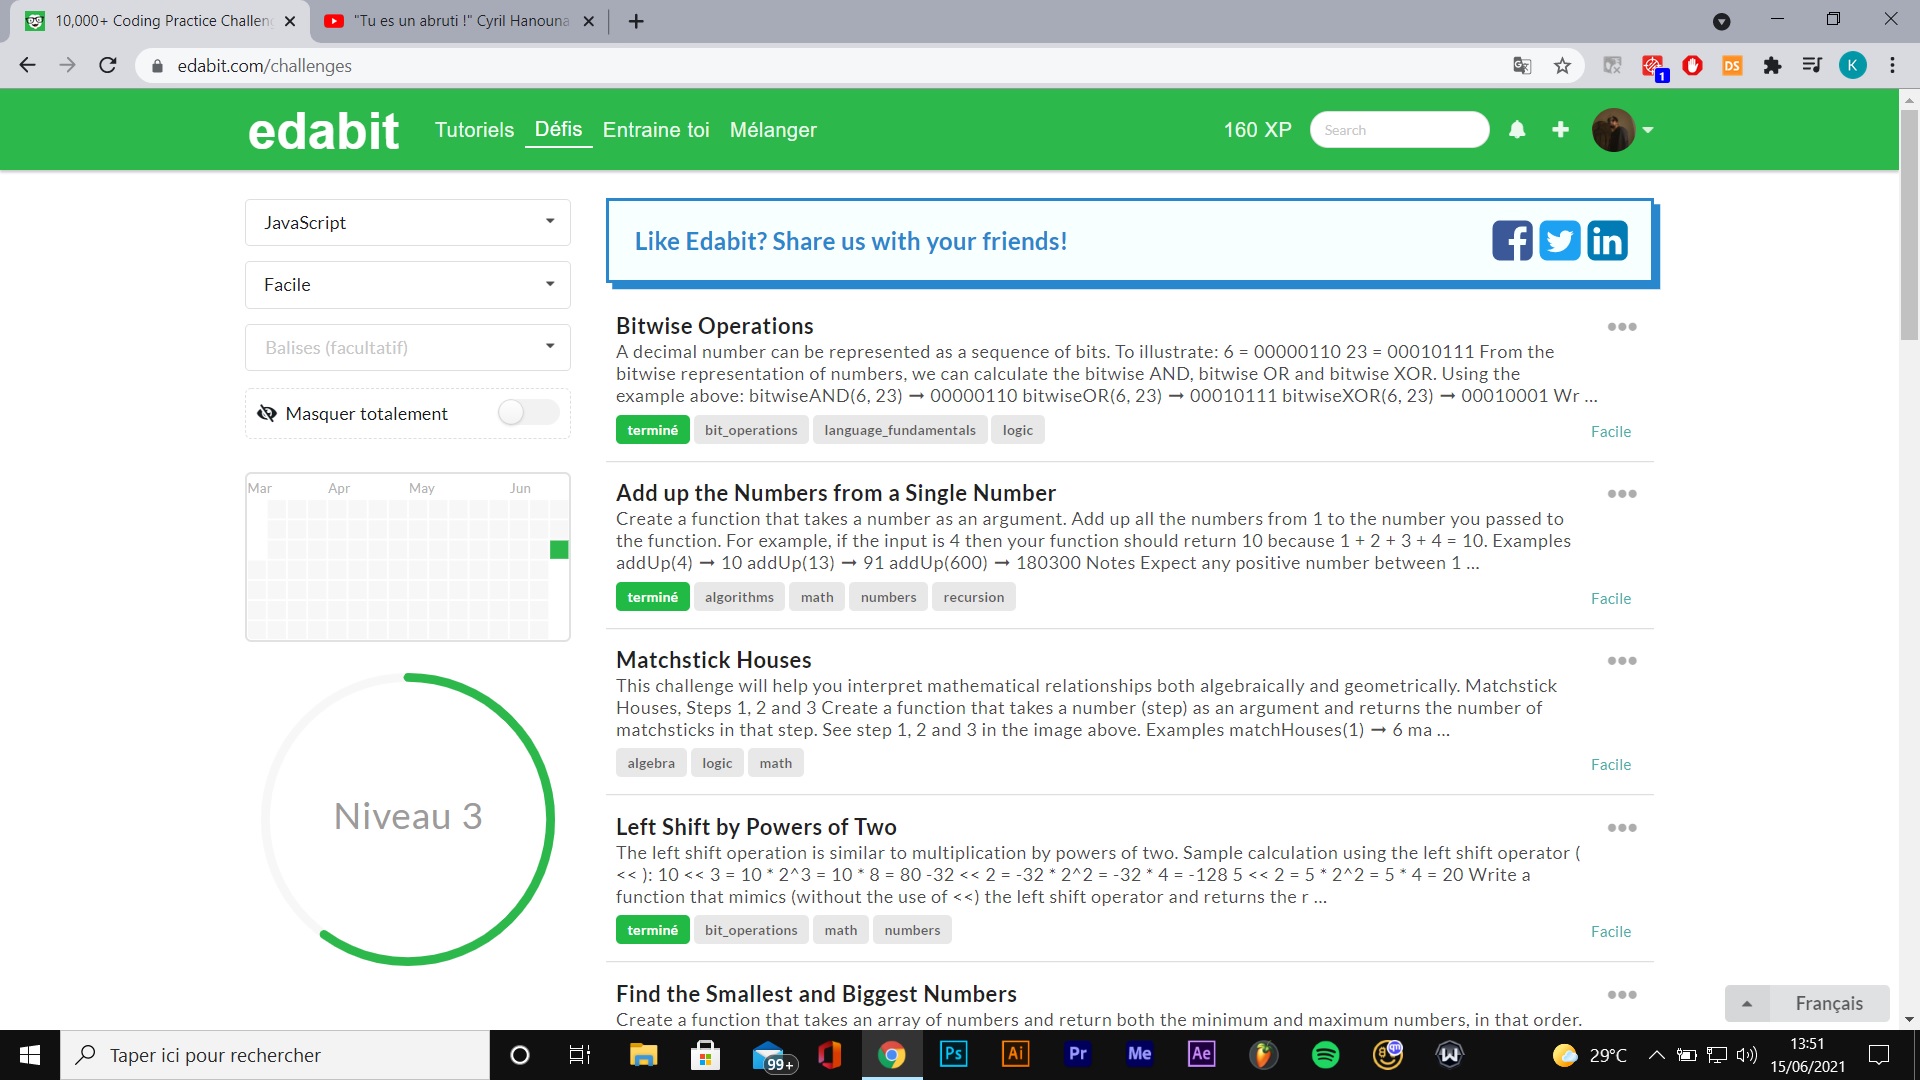 10,000+ Coding Practice Challen
"Tu es un abruti !" Cyril Hanouna
edabit.com/challenges
1
DS
K
edabit
Tutoriels Défis Entraine toi Mélanger
160 XP
Search
JavaScript
Facile
Balises (facultatif)
Masquer totalement
Mar Apr May Jun
Niveau 3
Like Edabit? Share us with your friends!
Bitwise Operations
A decimal number can be represented as a sequence of bits. To illustrate: 6 = 00000110 23 = 00010111 From the
bitwise representation of numbers, we can calculate the bitwise AND, bitwise OR and bitwise XOR. Using the
example above: bitwiseAND(6, 23) ➞ 00000110 bitwiseOR(6, 23) ➞ 00010111 bitwiseXOR(6, 23) ➞ 00010001 Wr ...
terminé bit_operations language_fundamentals logic
Facile
Add up the Numbers from a Single Number
Create a function that takes a number as an argument. Add up all the numbers from 1 to the number you passed to
the function. For example, if the input is 4 then your function should return 10 because 1 + 2 + 3 + 4 = 10. Examples
addUp(4) ➞ 10 addUp(13) ➞ 91 addUp(600) ➞ 180300 Notes Expect any positive number between 1 ...
terminé algorithms math numbers recursion
Facile
Matchstick Houses
This challenge will help you interpret mathematical relationships both algebraically and geometrically. Matchstick
Houses, Steps 1, 2 and 3 Create a function that takes a number (step) as an argument and returns the number of
matchsticks in that step. See step 1, 2 and 3 in the image above. Examples matchHouses(1) ➞ 6 ma ...
algebra logic math
Facile
Left Shift by Powers of Two
The left shift operation is similar to multiplication by powers of two. Sample calculation using the left shift operator (
<< ): 10 << 3 = 10 * 2^3 = 10 * 8 = 80 -32 << 2 = -32 * 2^2 = -32 * 4 = -128 5 << 2 = 5 * 2^2 = 5 * 4 = 20 Write a
function that mimics (without the use of <<) the left shift operator and returns the r ...
terminé bit_operations math numbers
Facile
Find the Smallest and Biggest Numbers
Create a function that takes an array of numbers and return both the minimum and maximum numbers, in that order.
Français
Taper ici pour rechercher
99+
Ps
Ai
Pr
Me
Ae
29°C
13:51
15/06/2021